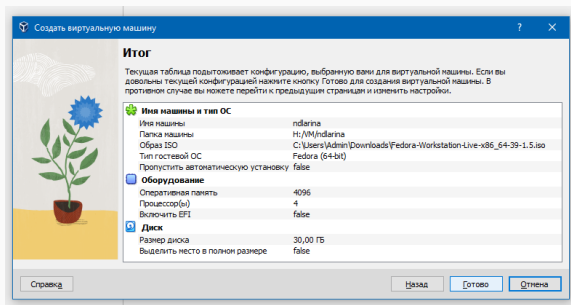 Создать виртуальную машину
Итог
Текущая таблица подытоживает конфигурацию, выбранную вами для виртуальной машины. Если вы
довольны текущей конфигурацией нажмите кнопку Готово для создания виртуальной машины. В
противном случае вы можете перейти к предыдущим страницам и изменить настройки.
Имя машины и тип ОС
Имя машины ndlarina
Папка машины H:/VM/ndlarina
Образ ISO C:\Users\Admin\Downloads\Fedora-Workstation-Live-x86_64-39-1.5.iso
Тип гостевой ОС Fedora (64-bit)
Пропустить автоматическую установку false
Оборудование
Оперативная память 4096
Процессор(ы) 4
Включить EFI false
Диск
Размер диска 30,00 ГБ
Выделить место в полном размере false
Справка Назад Готово Отмена